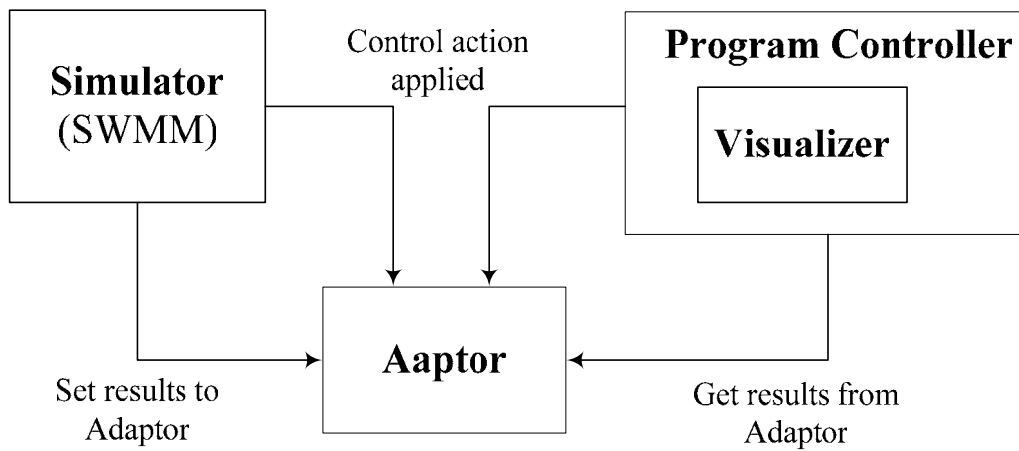 Simulator
(SWMM)
Control action
applied
Program Controller
Visualizer
Aaptor
Set results to
Adaptor
Get results from
Adaptor